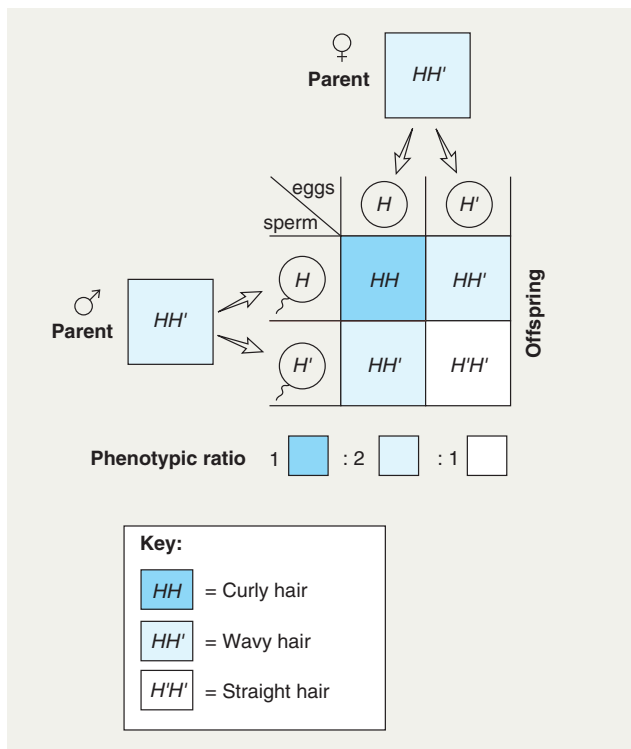 ♀
Parent
HH'
eggs
sperm
H
H'
♂
Parent
HH'
H
HH
HH'
H'
HH'
H'H'
Offspring
Phenotypic ratio 1 : 2 : 1
Key:
HH = Curly hair
HH' = Wavy hair
H'H' = Straight hair